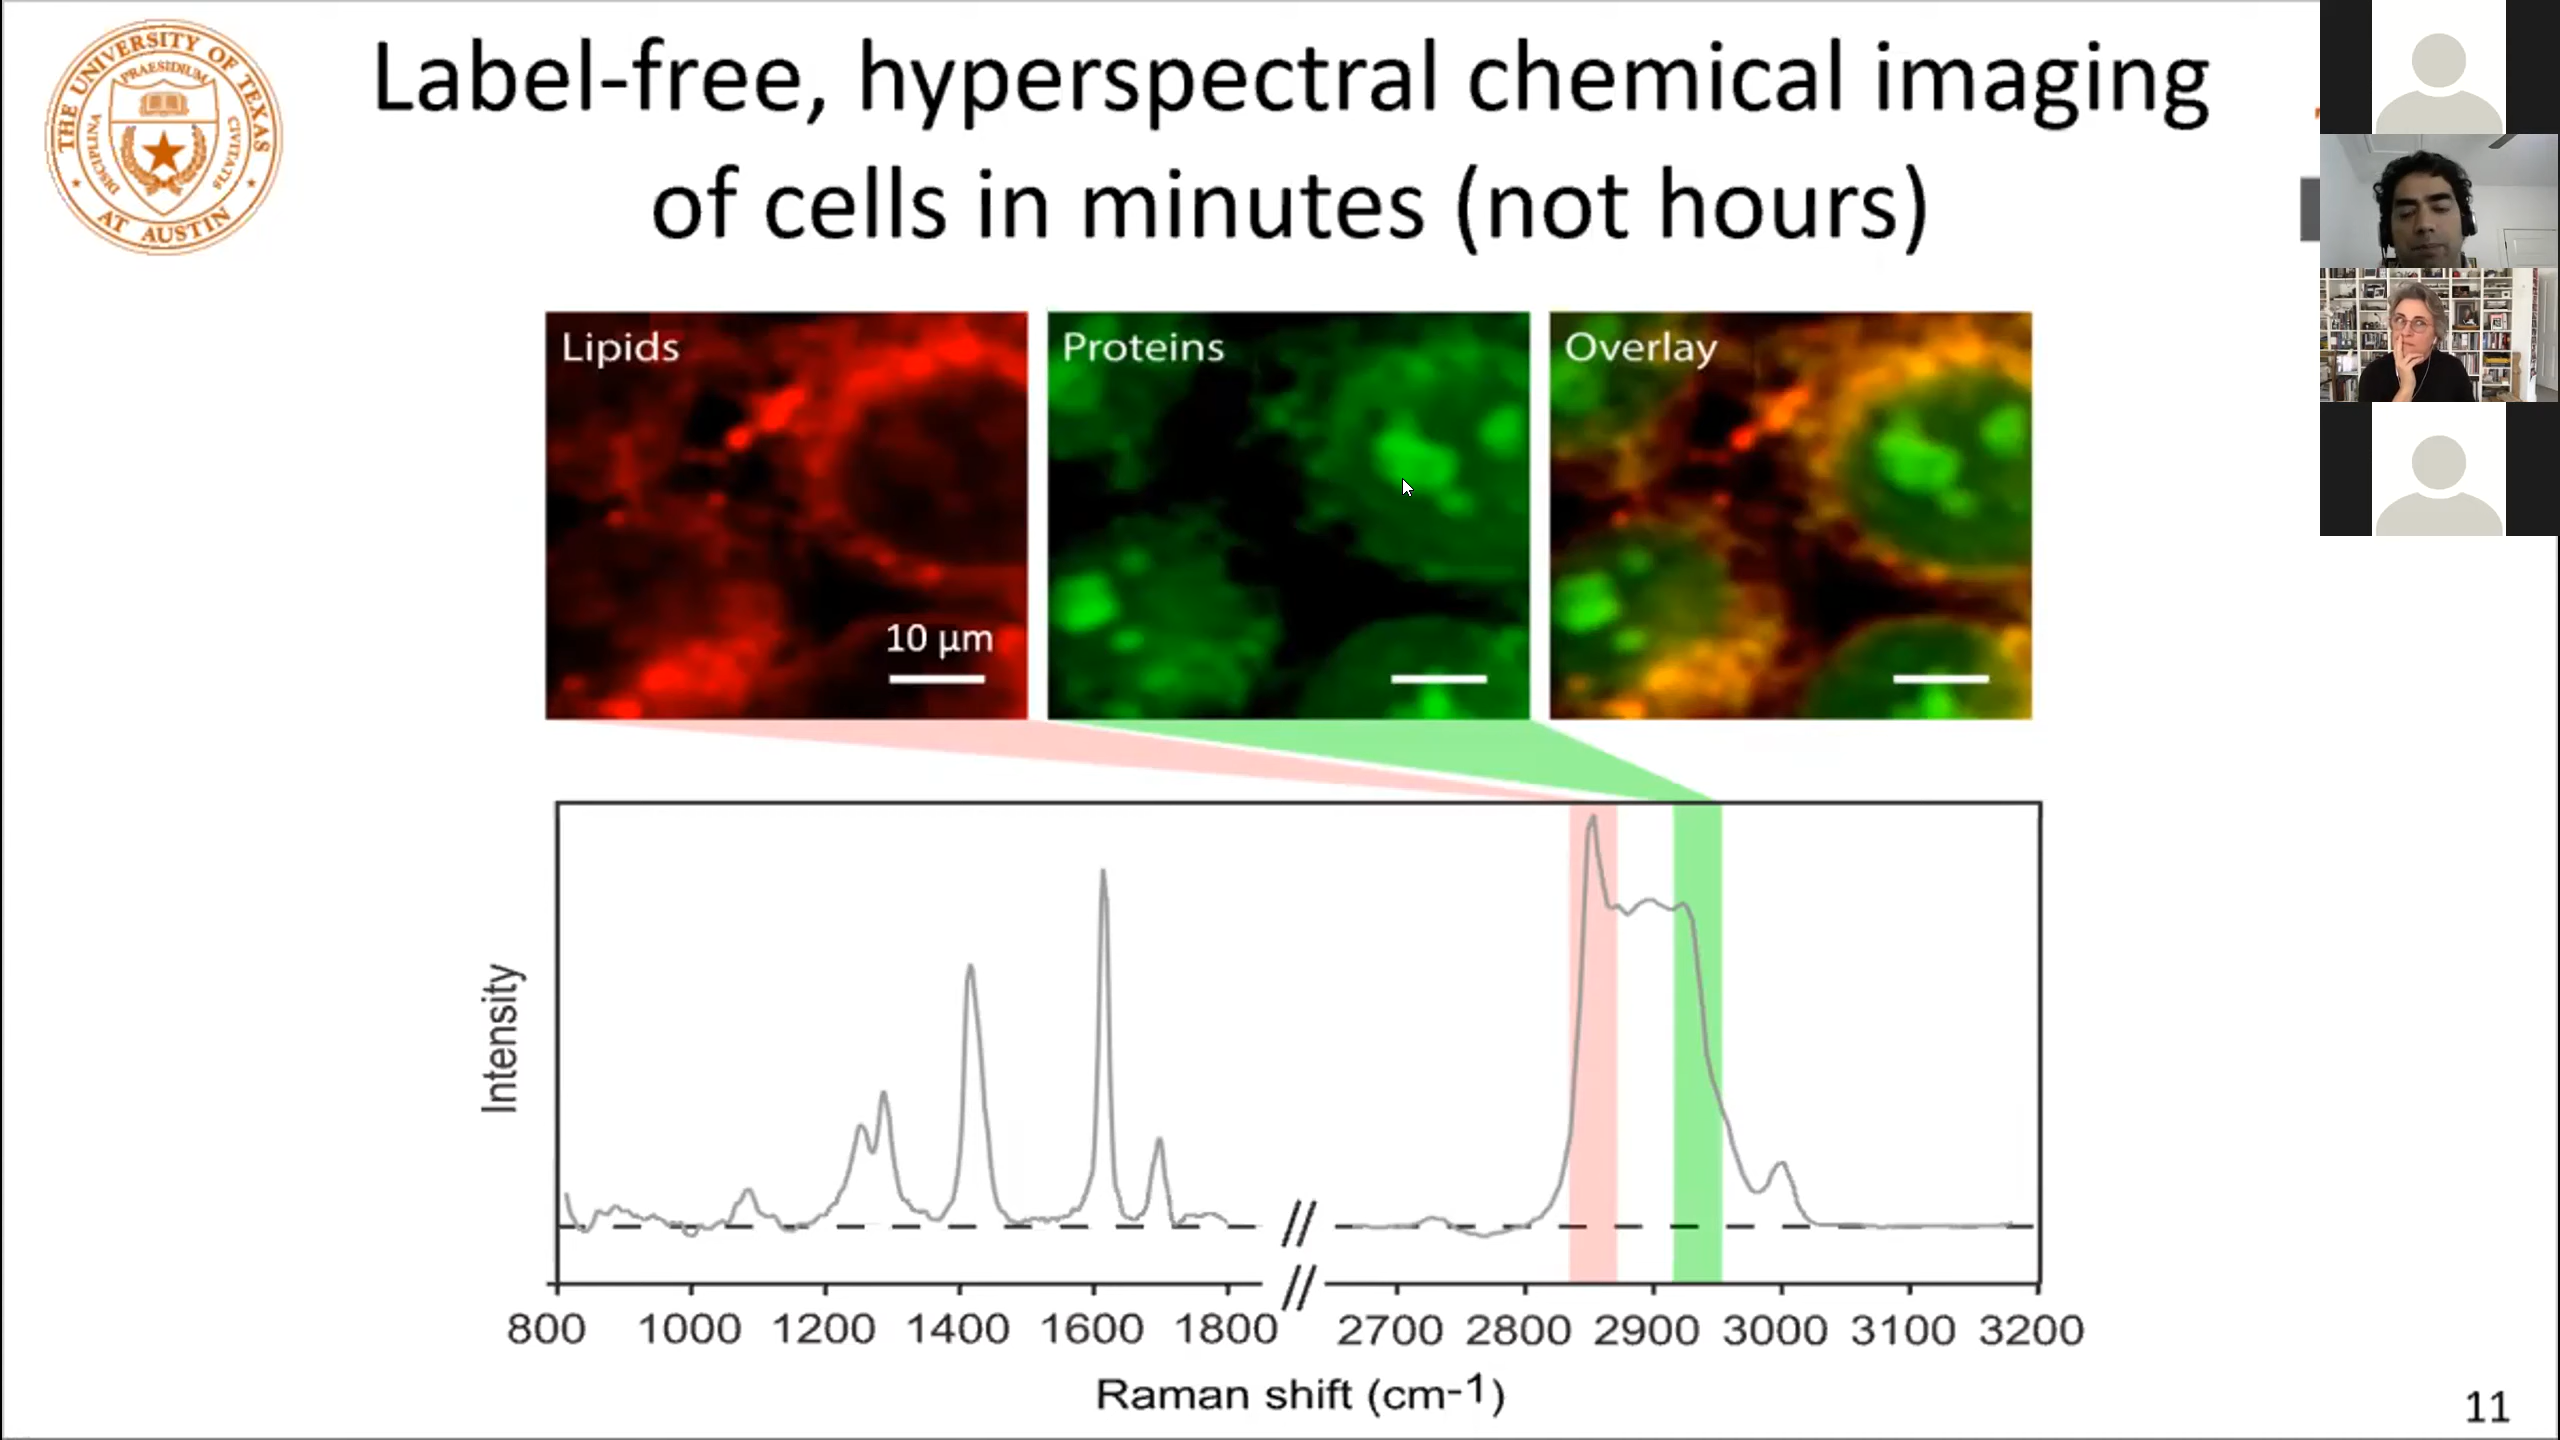 THE UNIVERSITY OF TEXAS
AT AUSTIN
PRAESIDIUM
DISCIPLINA
CIVITATIS
Label-free, hyperspectral chemical imaging
of cells in minutes (not hours)
Lipids
Proteins
Overlay
10 µm
Intensity
800 1000 1200 1400 1600 1800 // 2700 2800 2900 3000 3100 3200
Raman shift (cm-1)
11